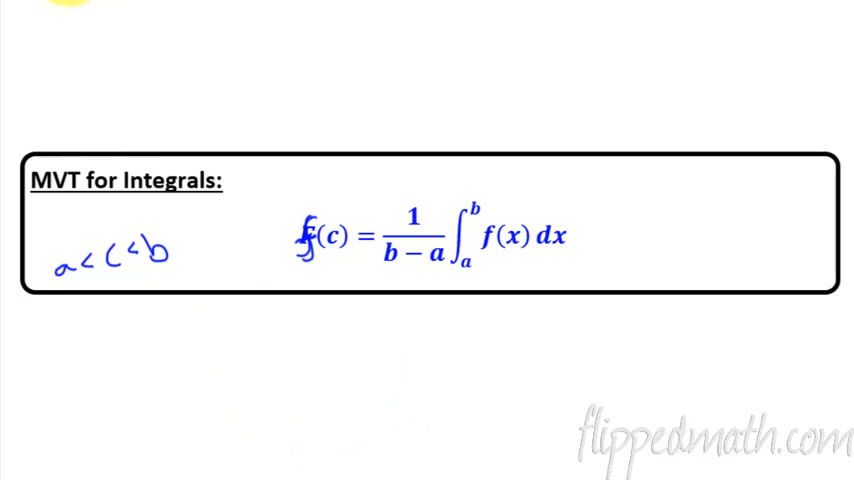 MVT for Integrals:
a < c < b
f(c) = 1/(b − a) ∫_a^b f(x) dx
flippedmath.com